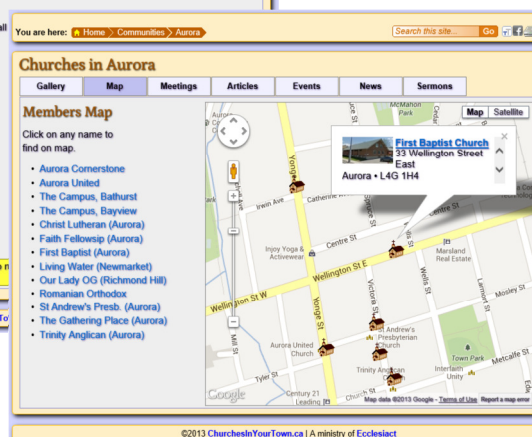 all
You are here: Home Communities Aurora
Search this site... Go
Churches in Aurora
Gallery Map Meetings Articles Events News Sermons
Members Map
Click on any name to
find on map.
• Aurora Cornerstone
• Aurora United
• The Campus, Bathurst
• The Campus, Bayview
• Christ Lutheran (Aurora)
• Faith Fellowsip (Aurora)
• First Baptist (Aurora)
• Living Water (Newmarket)
• Our Lady OG (Richmond Hill)
• Romanian Orthodox
• St Andrew's Presb. (Aurora)
• The Gathering Place (Aurora)
• Trinity Anglican (Aurora)
McMahon
Park
Map Satellite
First Baptist Church
33 Wellington Street
East
Aurora • L4G 1H4
Yonge St
Irwin Ave
Catherine
Centre St
Centre St
Injoy Yoga &
Activewear
Marsland
Real Estate
Wellington St E
Wellington St W
Wells St
Larmont St
Mosley St
Victoria St
Yonge St
Mill St
Andrew's
Presbyterian
Church
Aurora United
Church
Town Park
Metcalfe St
Trinity Anglican
Church
Interfaith
Unity
Tyler St
Church St
Century 21
Leading
Google
Map data ©2013 Google - Terms of Use Report a map error
©2013 ChurchesInYourTown.ca | A ministry of Ecclesiact